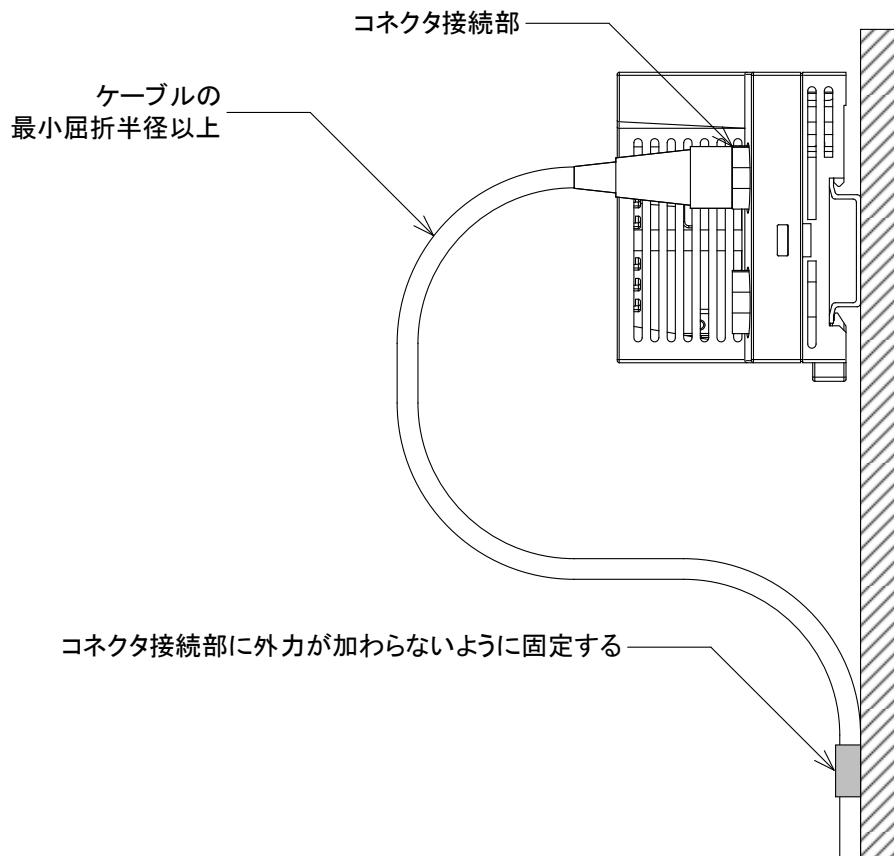 コネクタ接続部
ケーブルの
最小屈折半径以上
コネクタ接続部に外力が加わらないように固定する